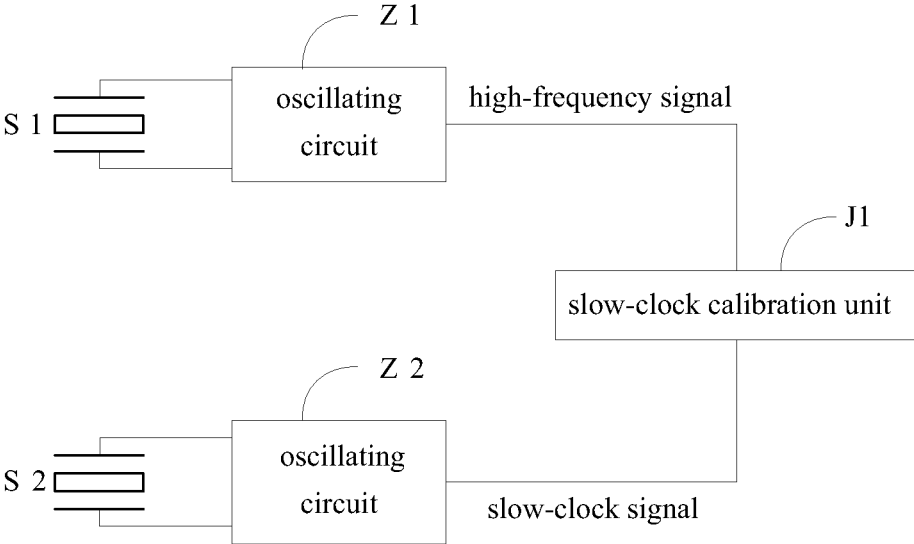 Z 1
oscillating
circuit
high-frequency signal
S 1
J1
slow-clock calibration unit
Z 2
oscillating
circuit
S 2
slow-clock signal